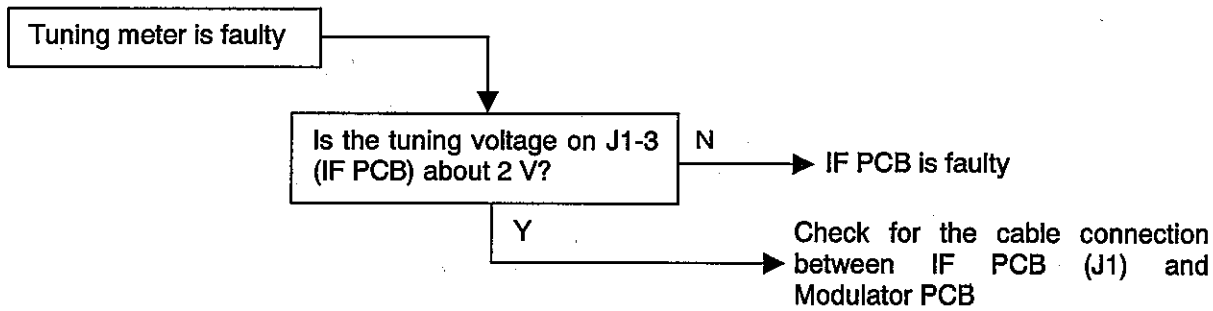 Tuning meter is faulty
Is the tuning voltage on J1-3
(IF PCB) about 2 V?
N
IF PCB is faulty
Y
Check for the cable connection
between IF PCB (J1) and
Modulator PCB